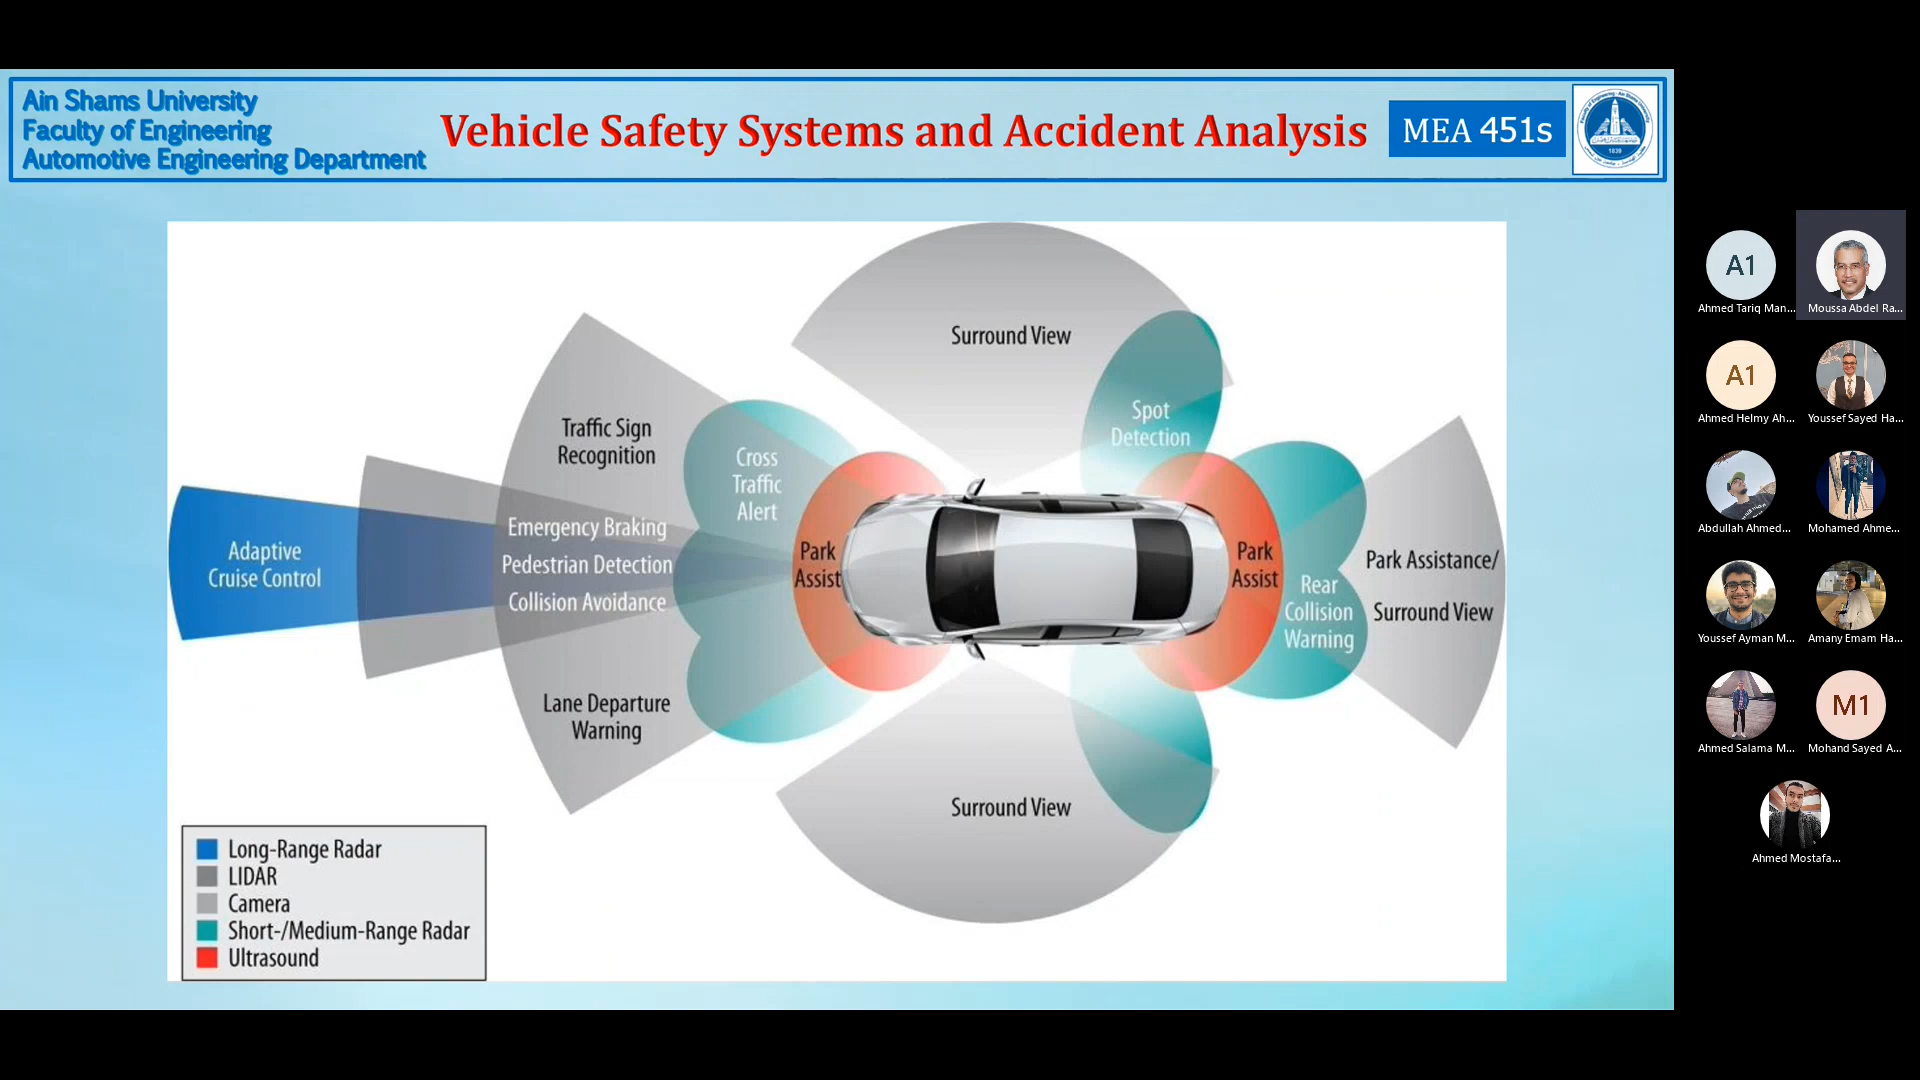 Ain Shams University
Faculty of Engineering
Automotive Engineering Department
Vehicle Safety Systems and Accident Analysis
MEA 451s
1839
Surround View
Spot
Detection
Traffic Sign
Recognition
Cross
Traffic
Alert
Emergency Braking
Pedestrian Detection
Collision Avoidance
Adaptive
Cruise Control
Park
Assist
Park
Assist
Rear
Collision
Warning
Park Assistance/
Surround View
Lane Departure
Warning
Surround View
Long-Range Radar
LIDAR
Camera
Short-/Medium-Range Radar
Ultrasound
A1
Ahmed Tariq Man...
Moussa Abdel Ra...
A1
Ahmed Helmy Ah...
Youssef Sayed Ha...
Abdullah Ahmed...
Mohamed Ahme...
Youssef Ayman M...
Amany Emam Ha...
Ahmed Salama M...
M1
Mohand Sayed A...
Ahmed Mostafa...